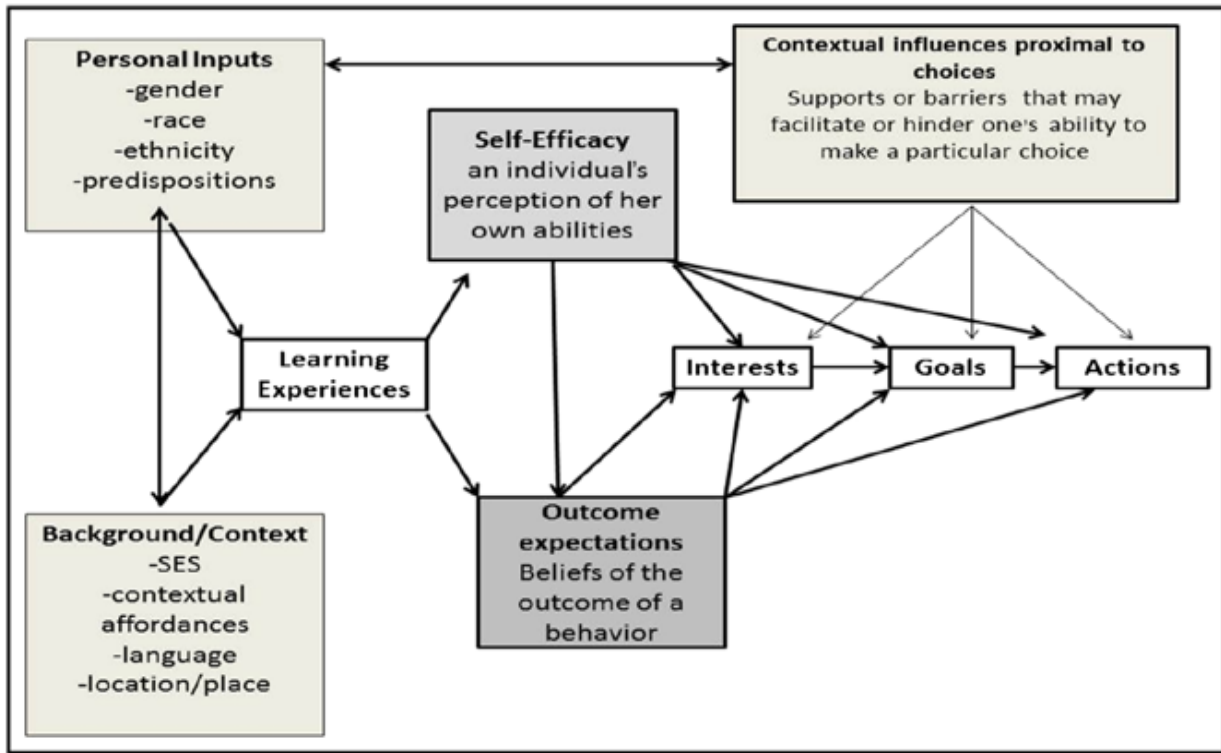 Personal Inputs
-gender
-race
-ethnicity
-predispositions
Contextual influences proximal to
choices
Supports or barriers that may
facilitate or hinder one's ability to
make a particular choice
Self-Efficacy
an individual's
perception of her
own abilities
Learning
Experiences
Interests
Goals
Actions
Background/Context
-SES
-contextual
affordances
-language
-location/place
Outcome
expectations
Beliefs of the
outcome of a
behavior